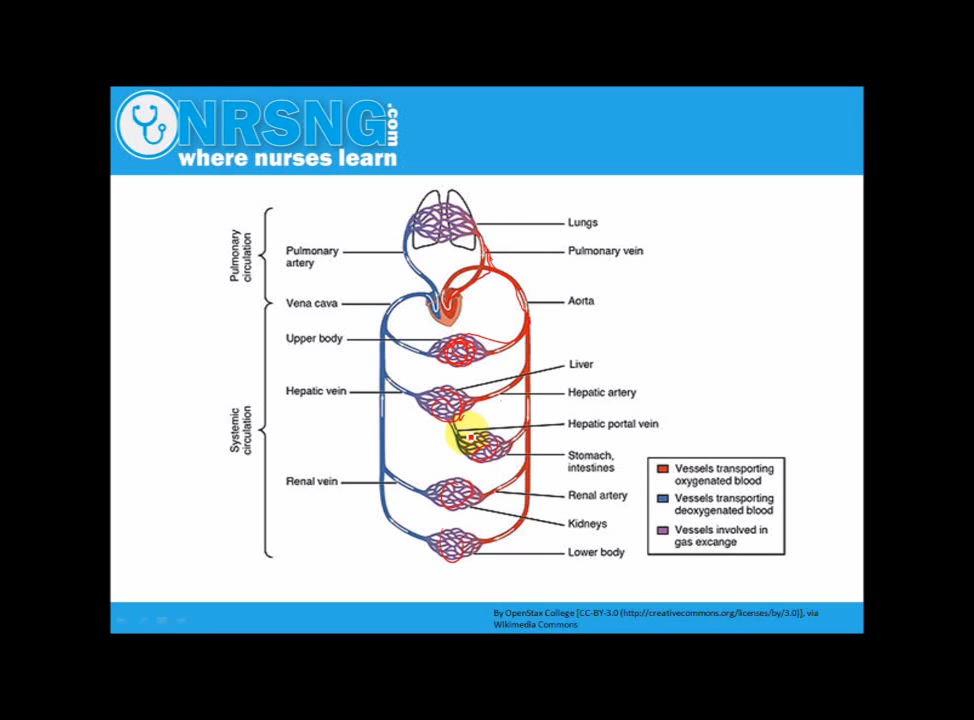 NRSNG.com
where nurses learn
Pulmonary circulation
Systemic circulation
Pulmonary
artery
Vena cava
Upper body
Hepatic vein
Renal vein
Lungs
Pulmonary vein
Aorta
Liver
Hepatic artery
Hepatic portal vein
Stomach,
intestines
Renal artery
Kidneys
Lower body
Vessels transporting
oxygenated blood
Vessels transporting
deoxygenated blood
Vessels involved in
gas excange
By OpenStax College [CC-BY-3.0 (http://creativecommons.org/licenses/by/3.0)], via
Wikimedia Commons